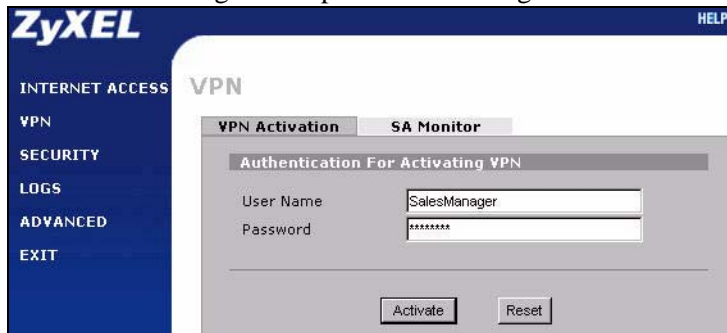 ZyXEL
HELP
INTERNET ACCESS
VPN
SECURITY
LOGS
ADVANCED
EXIT
VPN
VPN Activation
SA Monitor
Authentication For Activating VPN
User Name
SalesManager
Password
********
Activate
Reset